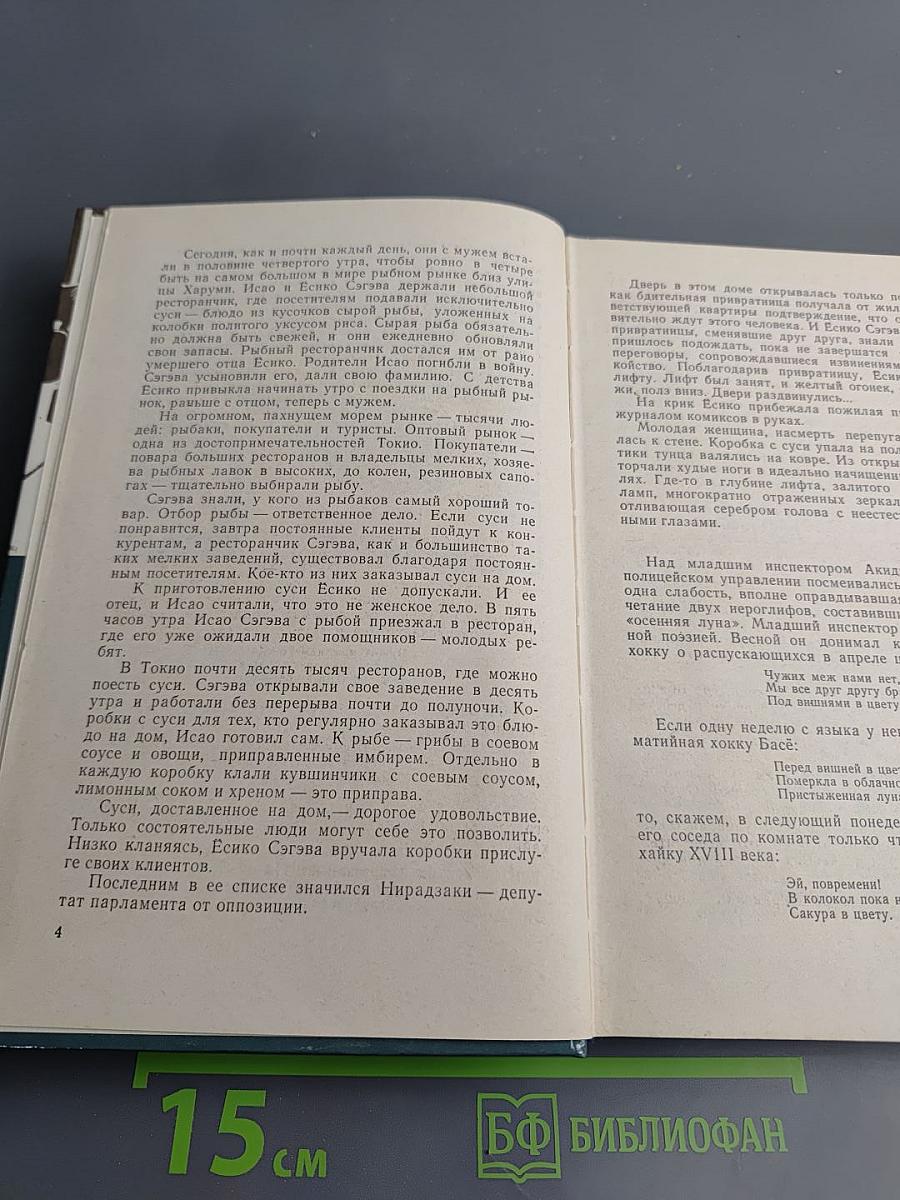 Сегодня, как и почти каждый день, они с мужем вста-
ли в половине четвертого утра, чтобы ровно в четыре
быть на самом большом в мире рыбном рынке близ ули-
цы Харуми. Исао и Ёсико Сэгэва держали небольшой
ресторанчик, где посетителям подавали исключительно
суси — блюдо из кусочков сырой рыбы, уложенных на
колобки политого уксусом риса. Сырая рыба обязатель-
но должна быть свежей, и они ежедневно обновляли
свои запасы. Рыбный ресторанчик достался им от рано
умершего отца Ёсико. Родители Исао погибли в войну.
Сэгэва усыновили его, дали свою фамилию. С детства
Ёсико привыкла начинать утро с поездки на рыбный ры-
нок, раньше с отцом, теперь с мужем.
На огромном, пахнущем морем рынке — тысячи лю-
дей: рыбаки, покупатели и туристы. Оптовый рынок —
одна из достопримечательностей Токио. Покупатели —
повара больших ресторанов и владельцы мелких, хозяе-
ва рыбных лавок в высоких, до колен, резиновых сапо-
гах — тщательно выбирали рыбу.
Сэгэва знали, у кого из рыбаков самый хороший то-
вар. Отбор рыбы — ответственное дело. Если суси не
понравится, завтра постоянные клиенты пойдут к кон-
курентам, а ресторанчик Сэгэва, как и большинство та-
ких мелких заведений, существовал благодаря постоян-
ным посетителям. Кое-кто из них заказывал суси на дом.
К приготовлению суси Ёсико не допускали. И ее
отец, и Исао считали, что это не женское дело. В пять
часов утра Исао Сэгэва с рыбой приезжал в ресторан,
где его уже ожидали двое помощников — молодых ре-
бят.
В Токио почти десять тысяч ресторанов, где можно
поесть суси. Сэгэва открывали свое заведение в десять
утра и работали без перерыва почти до полуночи. Ко-
робки с суси для тех, кто регулярно заказывал это блю-
до на дом, Исао готовил сам. К рыбе — грибы в соевом
соусе и овощи, приправленные имбирем. Отдельно в
каждую коробку клали кувшинчики с соевым соусом,
лимонным соком и хреном — это приправа.
Суси, доставленное на дом,— дорогое удовольствие.
Только состоятельные люди могут себе это позволить.
Низко кланяясь, Ёсико Сэгэва вручала коробки прислу-
ге своих клиентов.
Последним в ее списке значился Нирадзаки — депу-
тат парламента от оппозиции.
4
Дверь в этом доме открывалась только по
как бдительная привратница получала от жил
ветствующей квартиры подтверждение, что
вительно ждут этого человека. И Ёсико Сэгэв
привратницы, сменявшие друг друга, знали
пришлось подождать, пока не завершатся
переговоры, сопровождавшиеся извинениям
койство. Поблагодарив привратницу, Ёсик
лифту. Лифт был занят, и желтый огонек,
жи, полз вниз. Двери раздвинулись...
На крик Ёсико прибежала пожилая п
журналом комиксов в руках.
Молодая женщина, насмерть перепуга
лась к стене. Коробка с суси упала на пол
тики тунца валялись на ковре. Из откры
торчали худые ноги в идеально начищенн
лях. Где-то в глубине лифта, залитого
ламп, многократно отраженных зеркал
отливающая серебром голова с неестес
ными глазами.
Над младшим инспектором Акид
полицейском управлении посмеивались
одна слабость, вполне оправдывавшая
четание двух иероглифов, составивши
«осенняя луна». Младший инспектор
ной поэзией. Весной он донимал к
хокку о распускающихся в апреле ц
Чужих меж нами нет,
Мы все друг другу бр
Под вишнями в цвету
Если одну неделю с языка у нег
матийная хокку Басё:
Перед вишней в цвет
Померкла в облачно
Пристыженная луна
то, скажем, в следующий понеде
его соседа по комнате только чт
хайку XVIII века:
Эй, повремени!
В колокол пока н
Сакура в цвету.
15 см
БФ БИБЛИОФАН